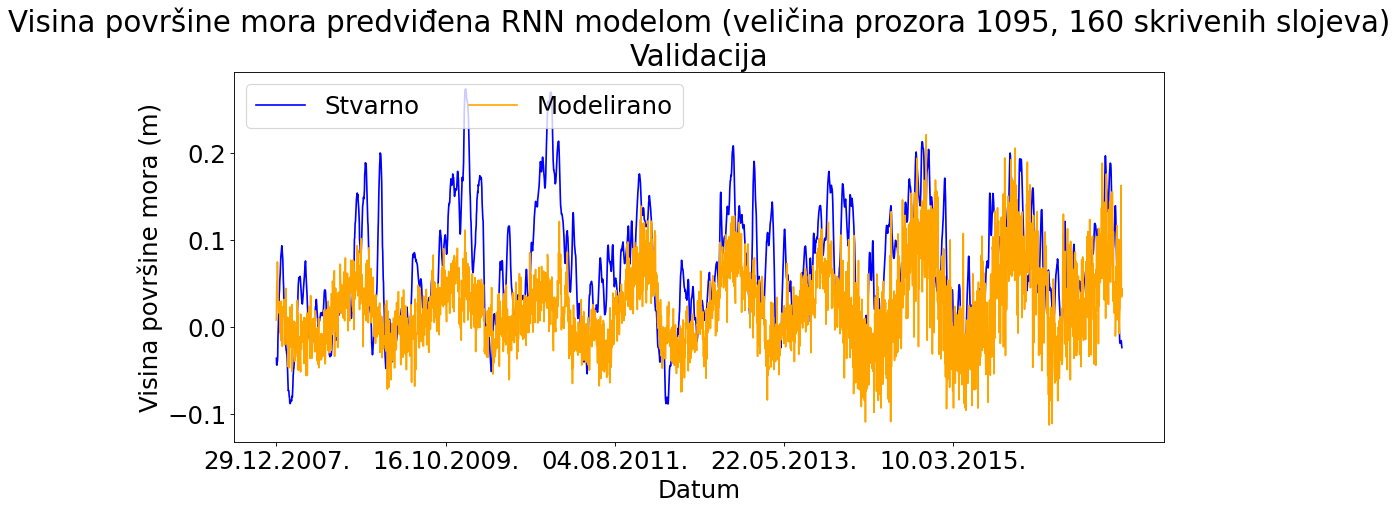 Visina površine mora predviđena RNN modelom (veličina prozora 1095, 160 skrivenih slojeva)
Validacija
Stvarno
Modelirano
Visina površine mora (m)
0.2
0.1
0.0
−0.1
29.12.2007.
16.10.2009.
04.08.2011.
22.05.2013.
10.03.2015.
Datum